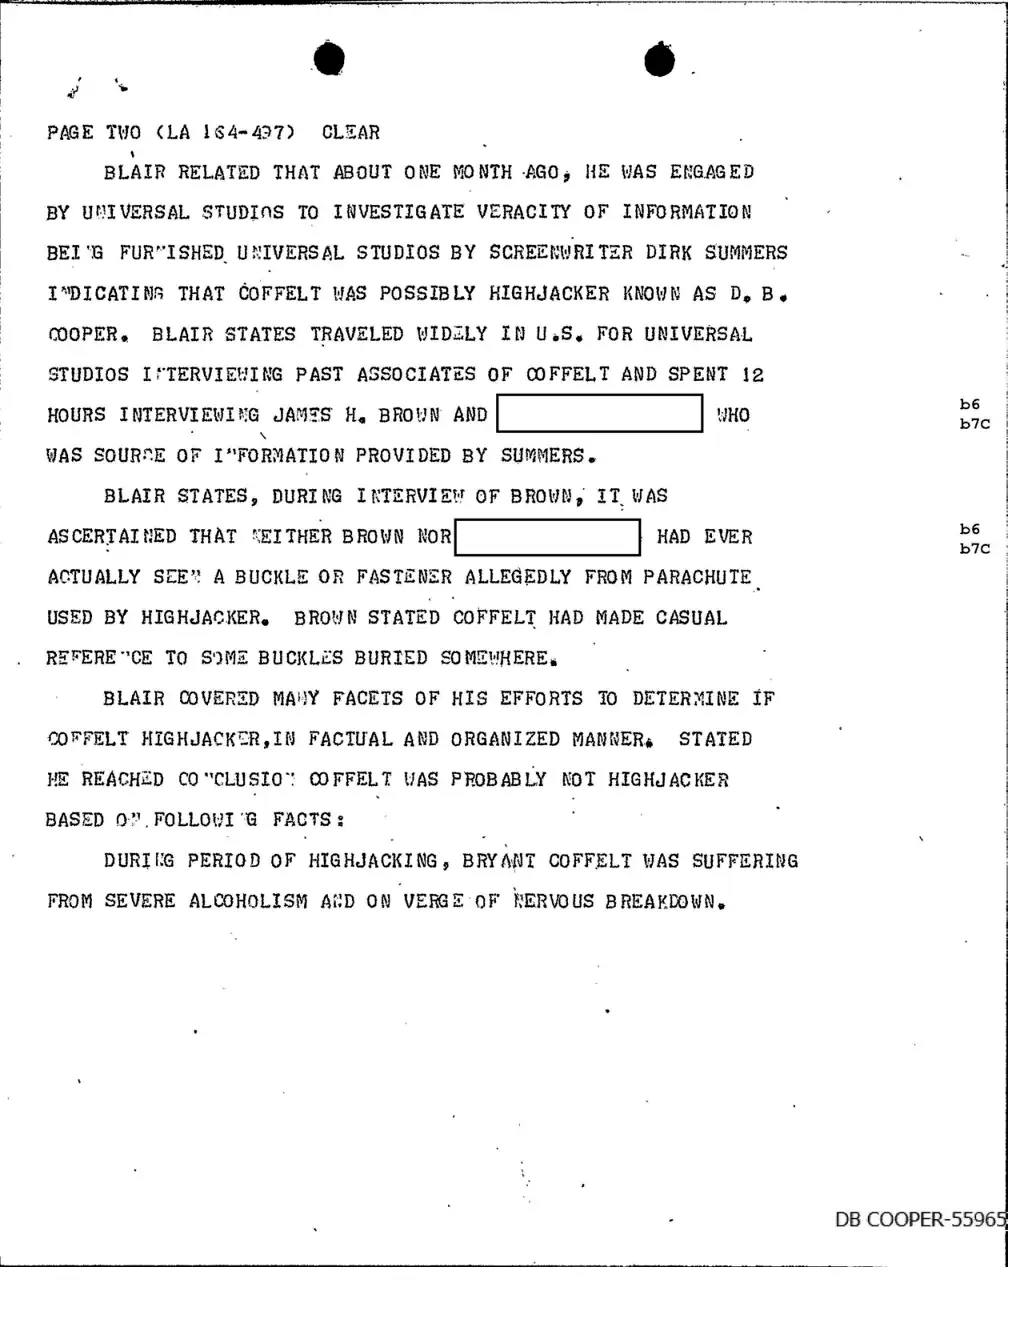 PAGE TWO (LA 164-497) CLEAR
BLAIR RELATED THAT ABOUT ONE MONTH AGO, HE WAS ENGAGED
BY UNIVERSAL STUDIOS TO INVESTIGATE VERACITY OF INFORMATION
BEING FURNISHED UNIVERSAL STUDIOS BY SCREENWRITER DIRK SUMMERS
INDICATING THAT COFFELT WAS POSSIBLY HIGHJACKER KNOWN AS D. B.
COOPER. BLAIR STATES TRAVELED WIDELY IN U.S. FOR UNIVERSAL
STUDIOS INTERVIEWING PAST ASSOCIATES OF COFFELT AND SPENT 12
HOURS INTERVIEWING JAMES H. BROWN AND WHO
b6
b7C
WAS SOURCE OF INFORMATION PROVIDED BY SUMMERS.
BLAIR STATES, DURING INTERVIEW OF BROWN, IT WAS
ASCERTAINED THAT NEITHER BROWN NOR HAD EVER
b6
b7C
ACTUALLY SEEN A BUCKLE OR FASTENER ALLEGEDLY FROM PARACHUTE
USED BY HIGHJACKER. BROWN STATED COFFELT HAD MADE CASUAL
REFERENCE TO SOME BUCKLES BURIED SOMEWHERE.
BLAIR COVERED MANY FACETS OF HIS EFFORTS TO DETERMINE IF
COFFELT HIGHJACKER,IN FACTUAL AND ORGANIZED MANNER. STATED
HE REACHED CONCLUSION COFFELT WAS PROBABLY NOT HIGHJACKER
BASED ON FOLLOWING FACTS:
DURING PERIOD OF HIGHJACKING, BRYANT COFFELT WAS SUFFERING
FROM SEVERE ALCOHOLISM AND ON VERGE OF NERVOUS BREAKDOWN.
DB COOPER-55965